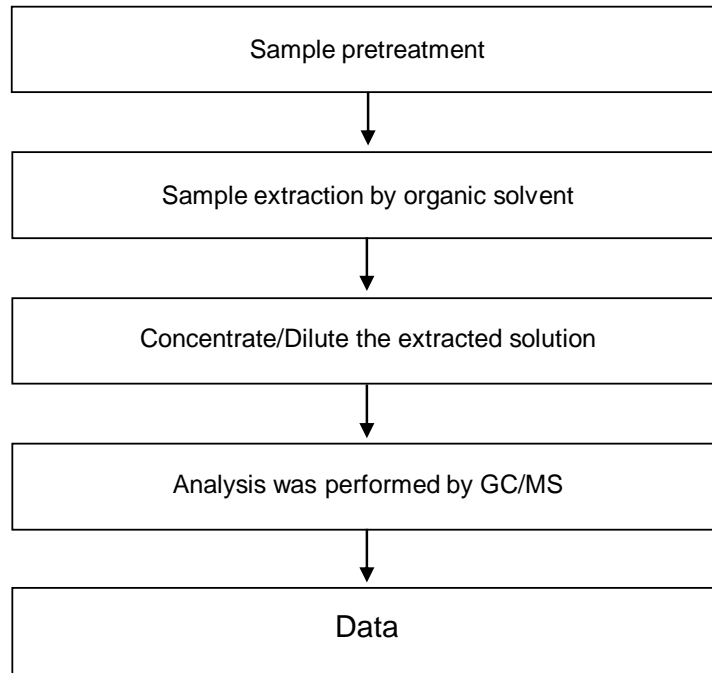 Sample pretreatment
Sample extraction by organic solvent
Concentrate/Dilute the extracted solution
Analysis was performed by GC/MS
Data